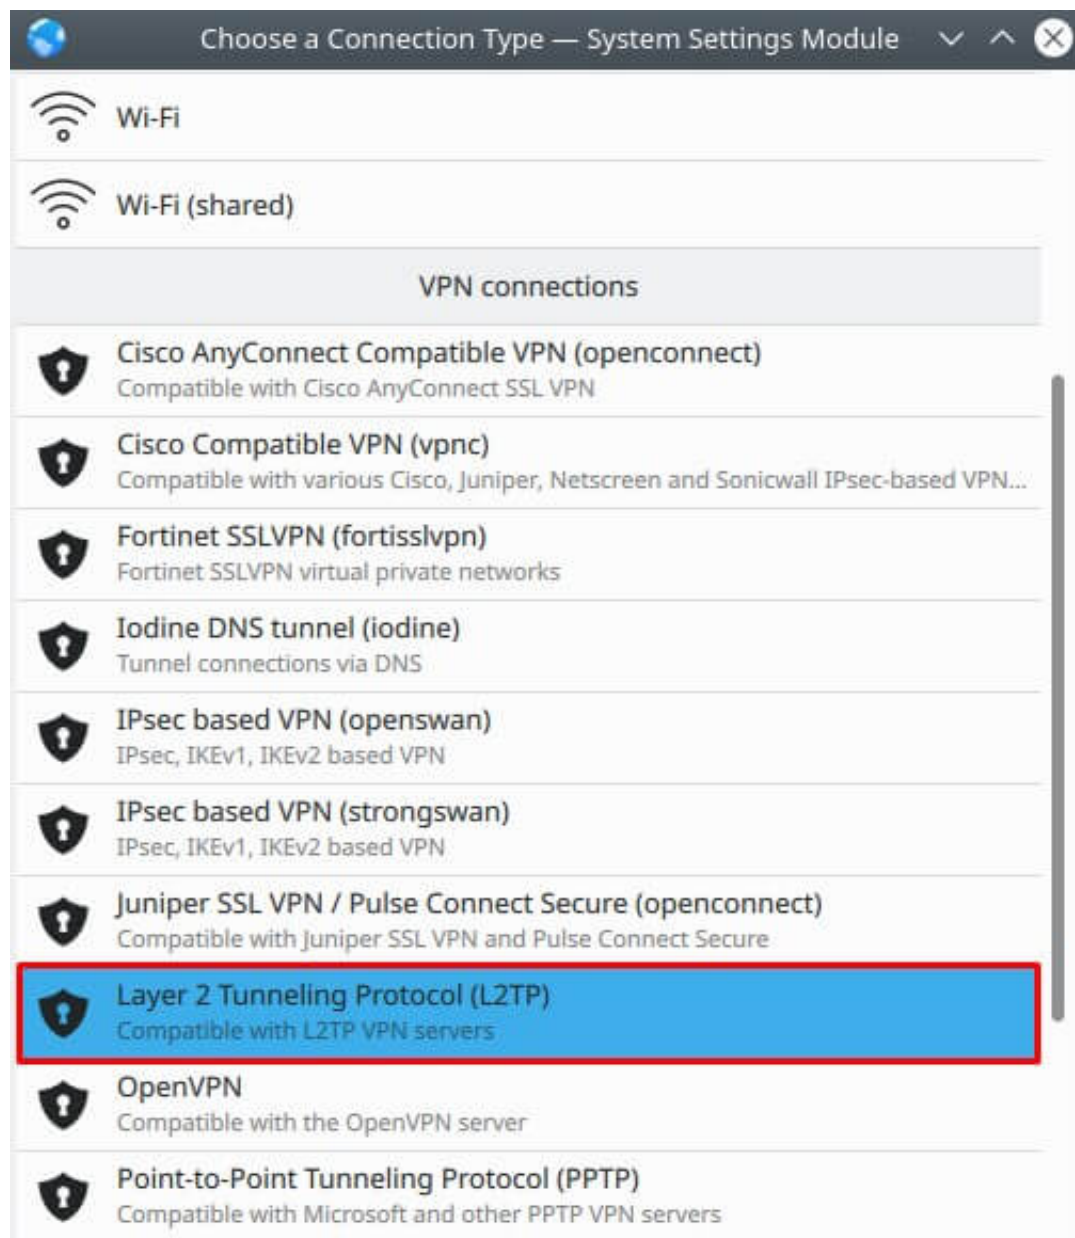 Choose a Connection Type — System Settings Module
Wi-Fi
Wi-Fi (shared)
VPN connections
Cisco AnyConnect Compatible VPN (openconnect)
Compatible with Cisco AnyConnect SSL VPN
Cisco Compatible VPN (vpnc)
Compatible with various Cisco, Juniper, Netscreen and Sonicwall IPsec-based VPN...
Fortinet SSLVPN (fortisslvpn)
Fortinet SSLVPN virtual private networks
Iodine DNS tunnel (iodine)
Tunnel connections via DNS
IPsec based VPN (openswan)
IPsec, IKEv1, IKEv2 based VPN
IPsec based VPN (strongswan)
IPsec, IKEv1, IKEv2 based VPN
Juniper SSL VPN / Pulse Connect Secure (openconnect)
Compatible with Juniper SSL VPN and Pulse Connect Secure
Layer 2 Tunneling Protocol (L2TP)
Compatible with L2TP VPN servers
OpenVPN
Compatible with the OpenVPN server
Point-to-Point Tunneling Protocol (PPTP)
Compatible with Microsoft and other PPTP VPN servers